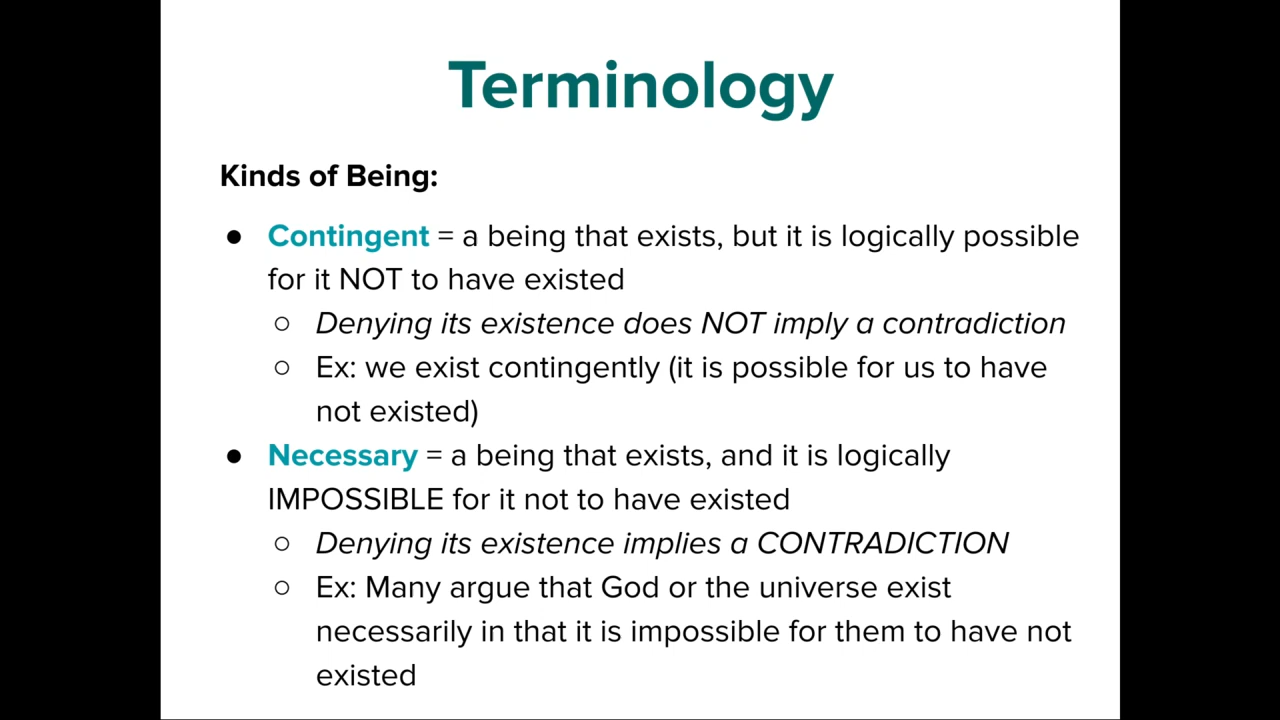 Terminology
Kinds of Being:
● Contingent = a being that exists, but it is logically possible
for it NOT to have existed
○ Denying its existence does NOT imply a contradiction
○ Ex: we exist contingently (it is possible for us to have
not existed)
● Necessary = a being that exists, and it is logically
IMPOSSIBLE for it not to have existed
○ Denying its existence implies a CONTRADICTION
○ Ex: Many argue that God or the universe exist
necessarily in that it is impossible for them to have not
existed